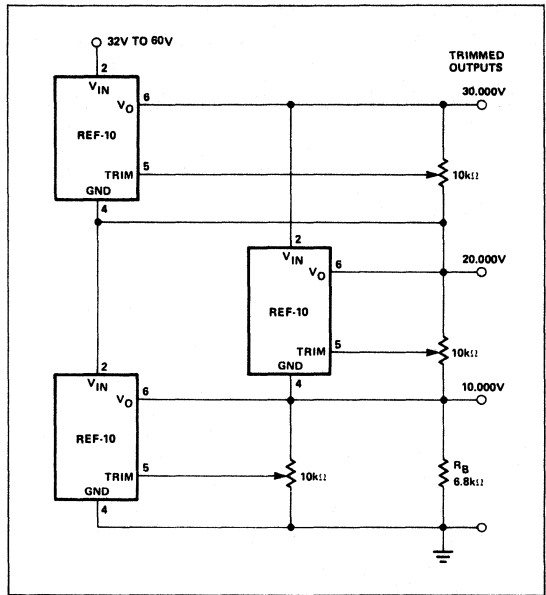 32V TO 60V
TRIMMED
OUTPUTS
2
VIN
VO
6
30.000V
REF-10
TRIM
5
10kΩ
GND
4
2
VIN
VO
6
20.000V
REF-10
TRIM
5
10kΩ
GND
4
2
VIN
VO
6
10.000V
REF-10
TRIM
5
10kΩ
RB
6.8kΩ
GND
4